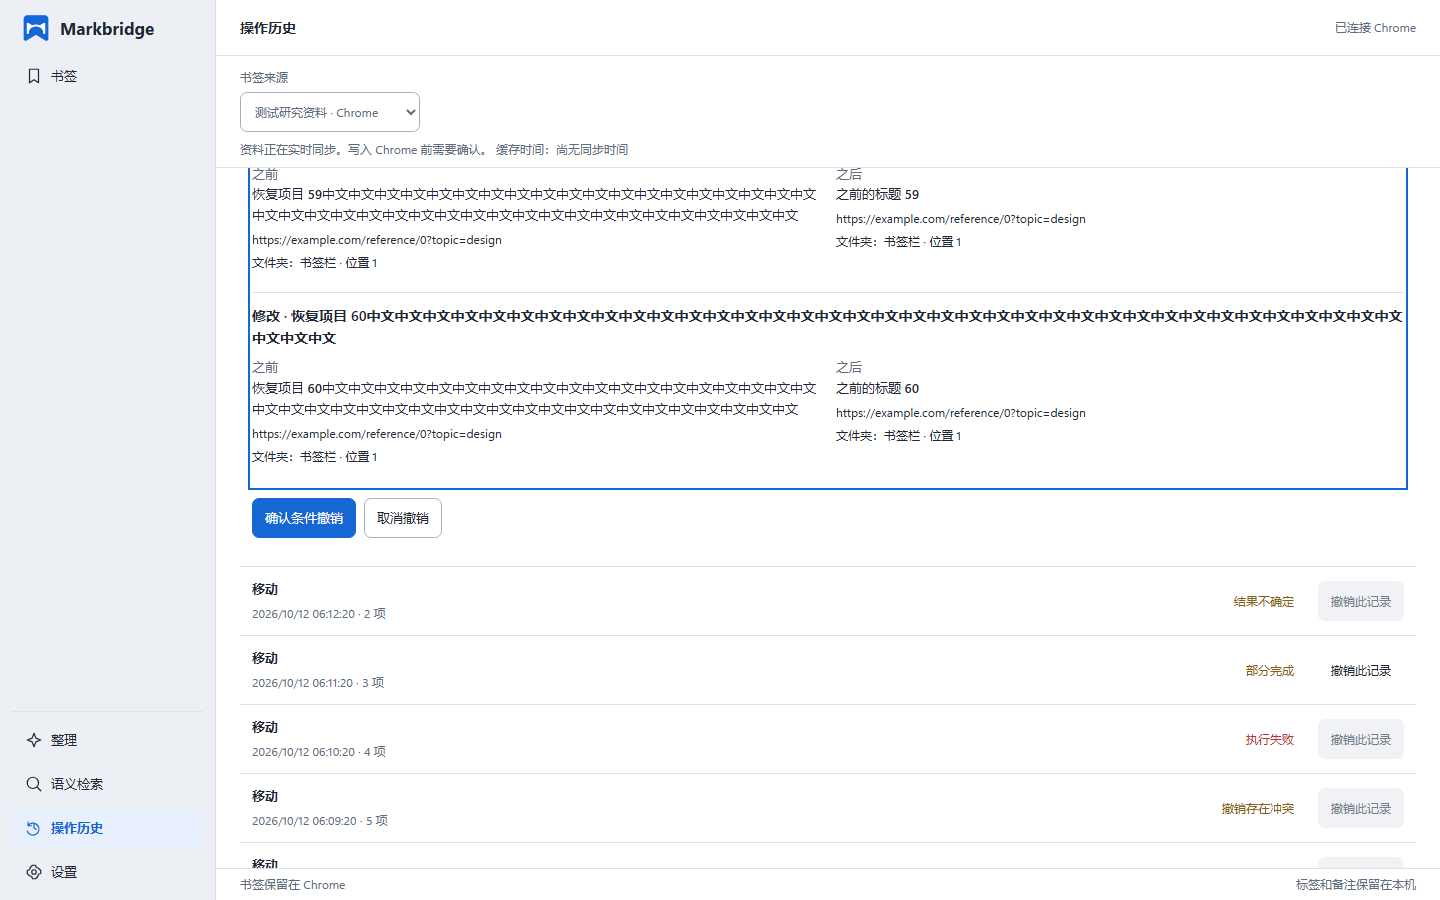 Markbridge
书签
整理
语义检索
操作历史
设置
操作历史
已连接 Chrome
书签来源
测试研究资料 · Chrome
资料正在实时同步。写入 Chrome 前需要确认。 缓存时间：尚无同步时间
之前
恢复项目 59中文中文中文中文中文中文中文中文中文中文中文中文中文中文中文中文中文中文中文
中文中文中文中文中文中文中文中文中文中文中文中文中文中文中文中文中文中文中文中文中文
https://example.com/reference/0?topic=design
文件夹：书签栏 · 位置 1
之后
之前的标题 59
https://example.com/reference/0?topic=design
文件夹：书签栏 · 位置 1
修改 · 恢复项目 60中文中文中文中文中文中文中文中文中文中文中文中文中文中文中文中文中文中文中文中文中文中文中文中文中文中文中文中文中文中文中文中文中文中文中文中文中文
中文中文中文
之前
恢复项目 60中文中文中文中文中文中文中文中文中文中文中文中文中文中文中文中文中文中文中文
中文中文中文中文中文中文中文中文中文中文中文中文中文中文中文中文中文中文中文中文中文
https://example.com/reference/0?topic=design
文件夹：书签栏 · 位置 1
之后
之前的标题 60
https://example.com/reference/0?topic=design
文件夹：书签栏 · 位置 1
确认条件撤销
取消撤销
移动
2026/10/12 06:12:20 · 2 项
结果不确定
撤销此记录
移动
2026/10/12 06:11:20 · 3 项
部分完成
撤销此记录
移动
2026/10/12 06:10:20 · 4 项
执行失败
撤销此记录
移动
2026/10/12 06:09:20 · 5 项
撤销存在冲突
撤销此记录
移动
书签保留在 Chrome
标签和备注保留在本机